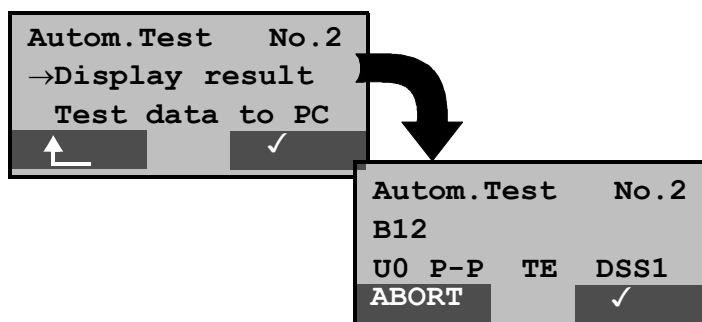 Autom.Test No.2
→Display result
Test data to PC
✓
Autom.Test No.2
B12
U0 P-P TE DSS1
ABORT ✓